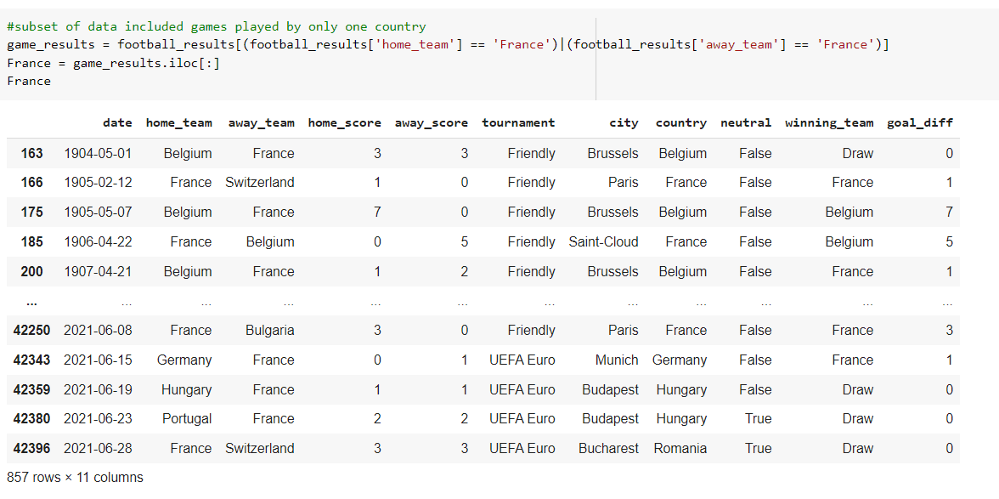 #subset of data included games played by only one country
game_results = football_results[(football_results['home_team'] == 'France')|(football_results['away_team'] == 'France')]
France = game_results.iloc[:]
France
date home_team away_team home_score away_score tournament city country neutral winning_team goal_diff
163 1904-05-01 Belgium France 3 3 Friendly Brussels Belgium False Draw 0
166 1905-02-12 France Switzerland 1 0 Friendly Paris France False France 1
175 1905-05-07 Belgium France 7 0 Friendly Brussels Belgium False Belgium 7
185 1906-04-22 France Belgium 0 5 Friendly Saint-Cloud France False Belgium 5
200 1907-04-21 Belgium France 1 2 Friendly Brussels Belgium False France 1
... ... ... ... ... ... ... ... ... ... ... ...
42250 2021-06-08 France Bulgaria 3 0 Friendly Paris France False France 3
42343 2021-06-15 Germany France 0 1 UEFA Euro Munich Germany False France 1
42359 2021-06-19 Hungary France 1 1 UEFA Euro Budapest Hungary False Draw 0
42380 2021-06-23 Portugal France 2 2 UEFA Euro Budapest Hungary True Draw 0
42396 2021-06-28 France Switzerland 3 3 UEFA Euro Bucharest Romania True Draw 0
857 rows × 11 columns